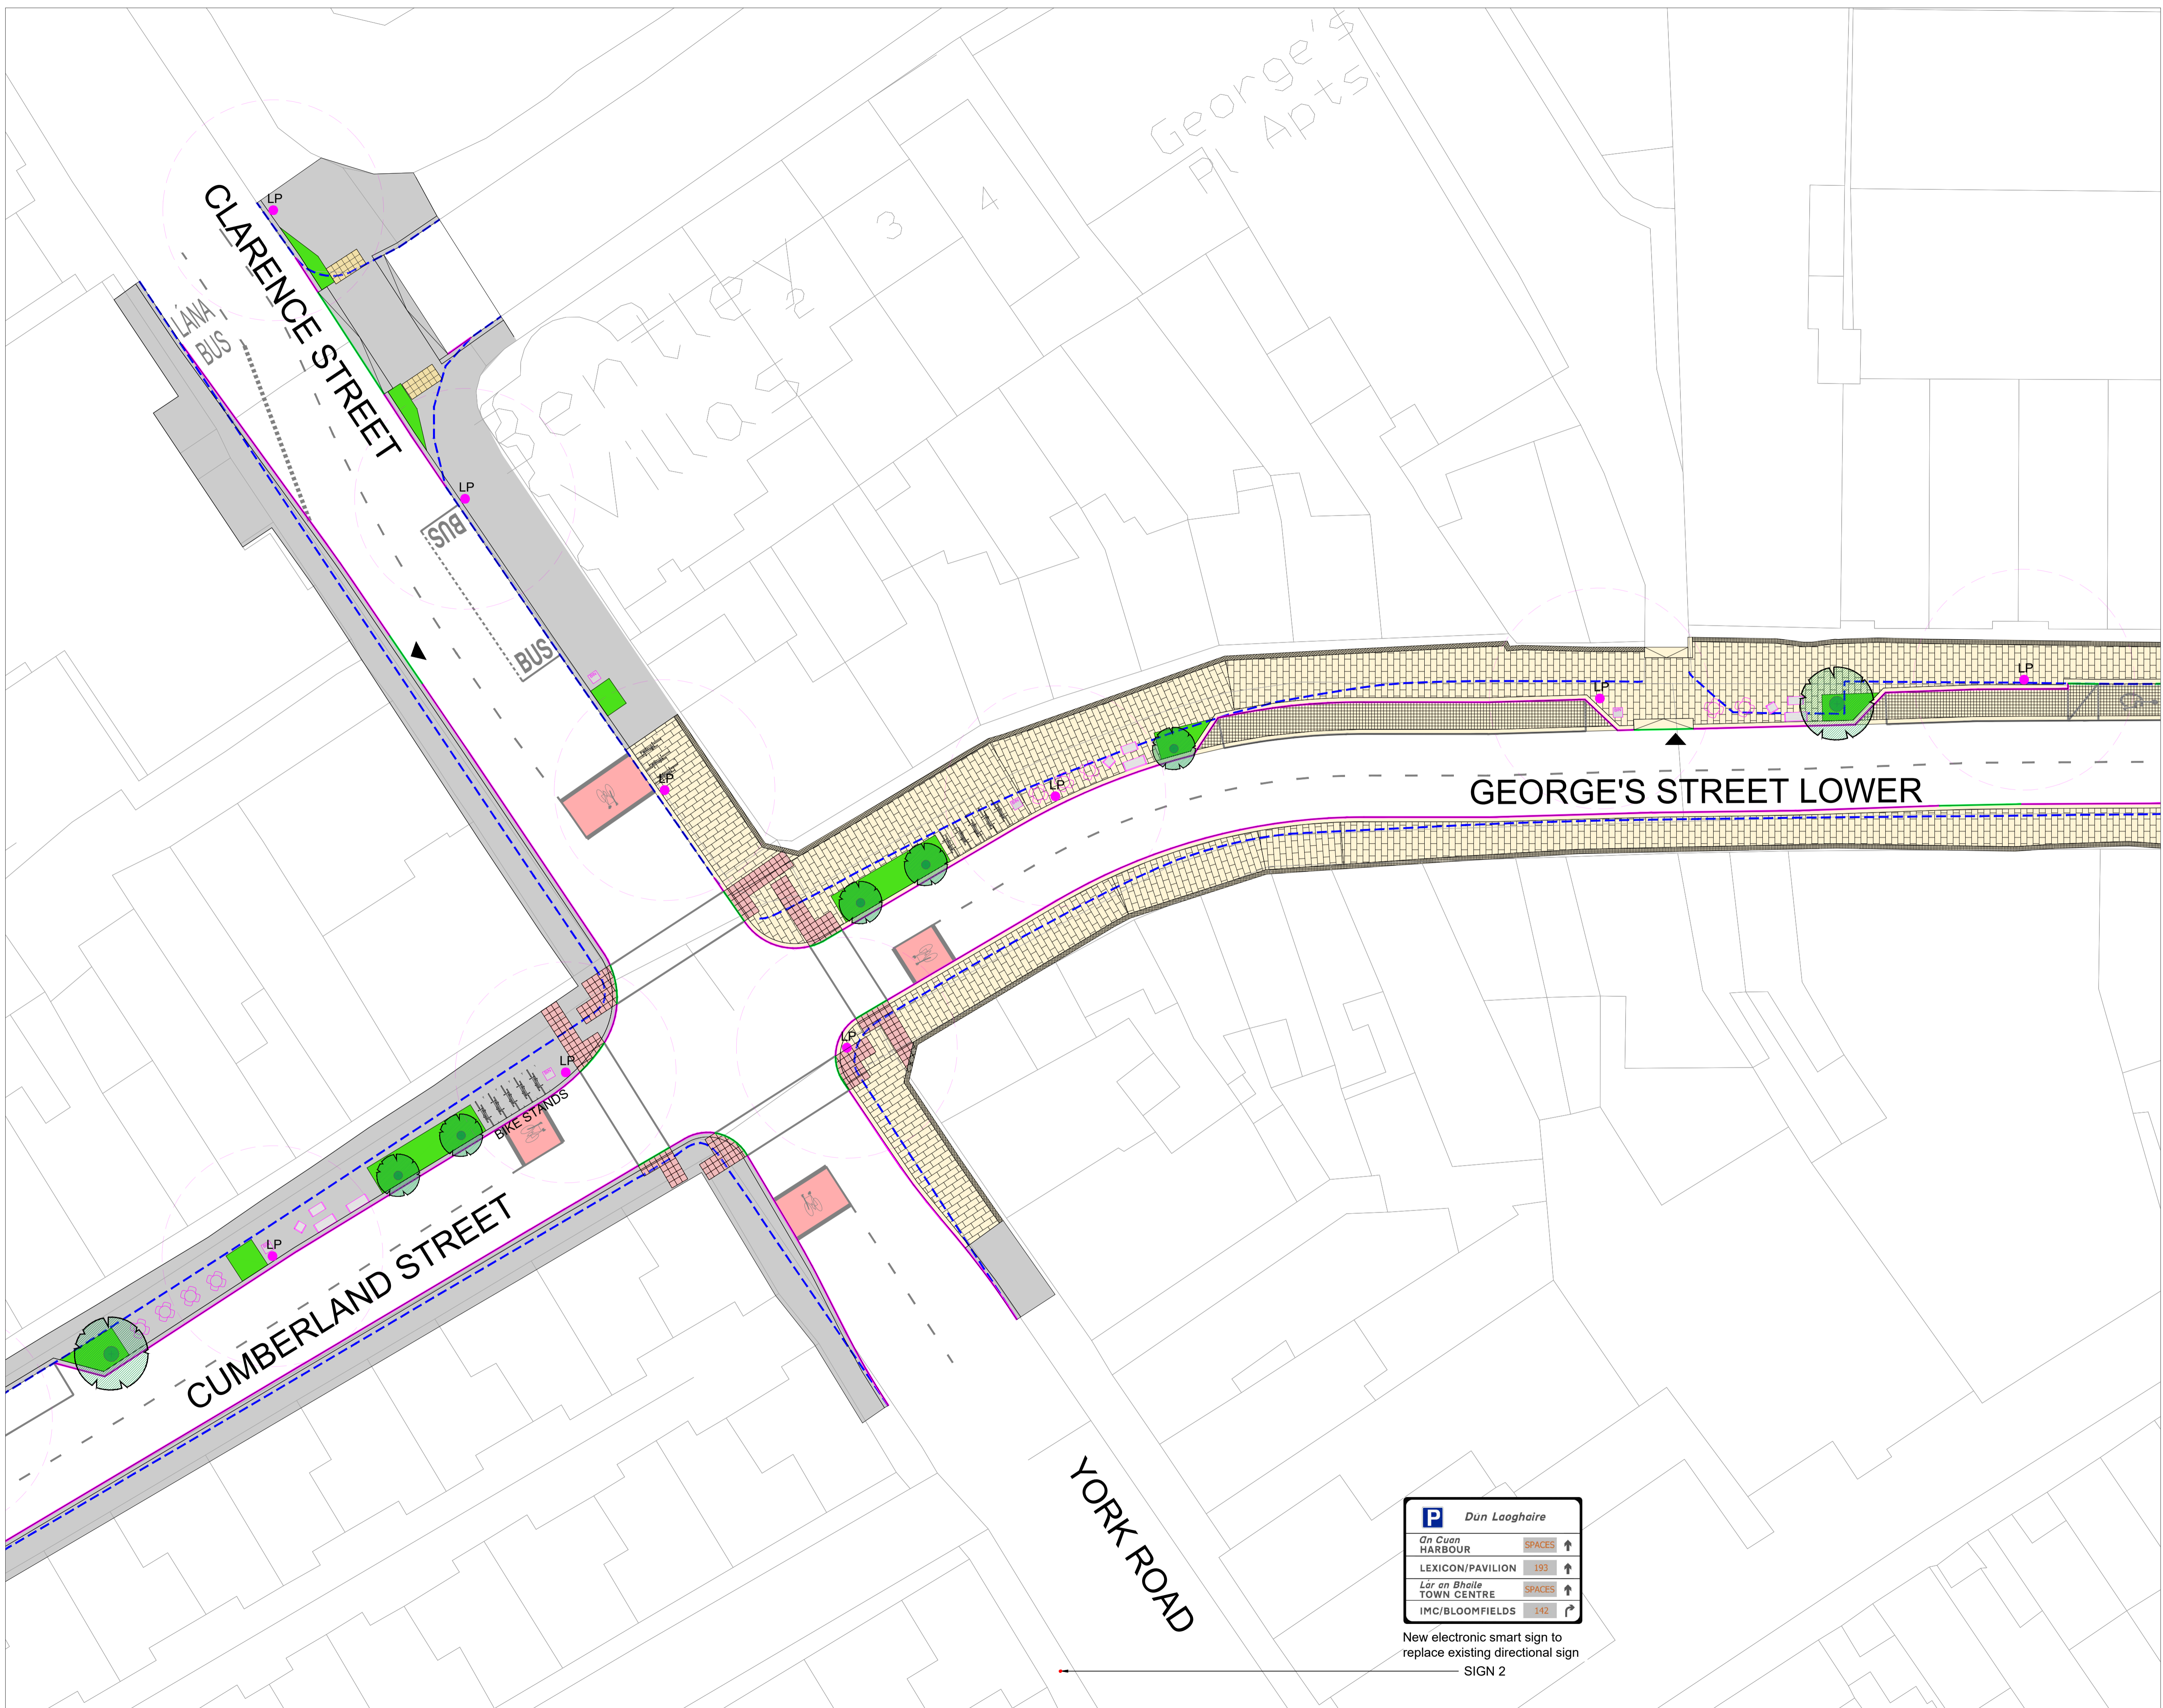 George's
Pl Apts
3
4
2
Bentley
Villas
LP
CLARENCE STREET
LÁNA
BUS
LP
BUS
BUS
LP
LP
LP
LP
GEORGE'S STREET LOWER
LP
LP
BIKE STANDS
LP
CUMBERLAND STREET
YORK ROAD
P Dún Laoghaire
An Cuan
HARBOUR SPACES
LEXICON/PAVILION 193
Lár an Bhaile
TOWN CENTRE SPACES
IMC/BLOOMFIELDS 142
New electronic smart sign to
replace existing directional sign
SIGN 2